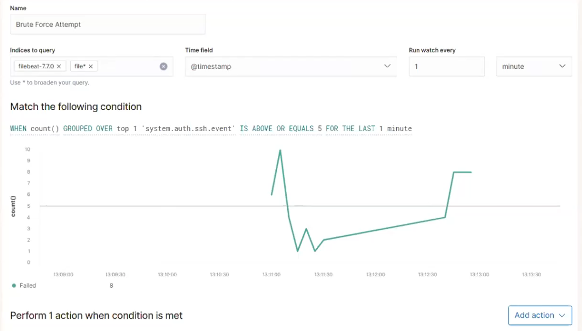 Name
Brute Force Attempt
Indices to query
Time field
Run watch every
filebeat-7.7.0 × file* ×
@timestamp
1
minute
Use * to broaden your query.
Match the following condition
WHEN count() GROUPED OVER top 1 'system.auth.ssh.event' IS ABOVE OR EQUALS 5 FOR THE LAST 1 minute
10
9
8
7
6
5
4
3
2
1
0
count()
13:09:00 13:09:30 13:10:00 13:10:30 13:11:00 13:11:30 13:12:00 13:12:30 13:13:00 13:13:30
Failed 8
Perform 1 action when condition is met
Add action